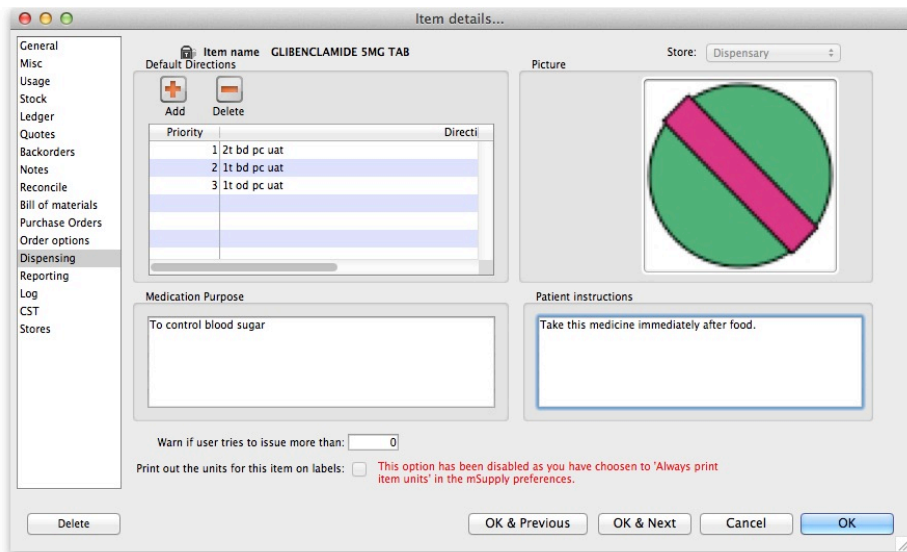 Item details...
General
Misc
Usage
Stock
Ledger
Quotes
Backorders
Notes
Reconcile
Bill of materials
Purchase Orders
Order options
Dispensing
Reporting
Log
CST
Stores
Item name GLIBENCLAMIDE 5MG TAB
Store: Dispensary
Default Directions
Add Delete
Priority Directi
1 2t bd pc uat
2 1t bd pc uat
3 1t od pc uat
Picture
Medication Purpose
To control blood sugar
Patient instructions
Take this medicine immediately after food.
Warn if user tries to issue more than: 0
Print out the units for this item on labels: This option has been disabled as you have choosen to 'Always print
item units' in the mSupply preferences.
Delete OK & Previous OK & Next Cancel OK